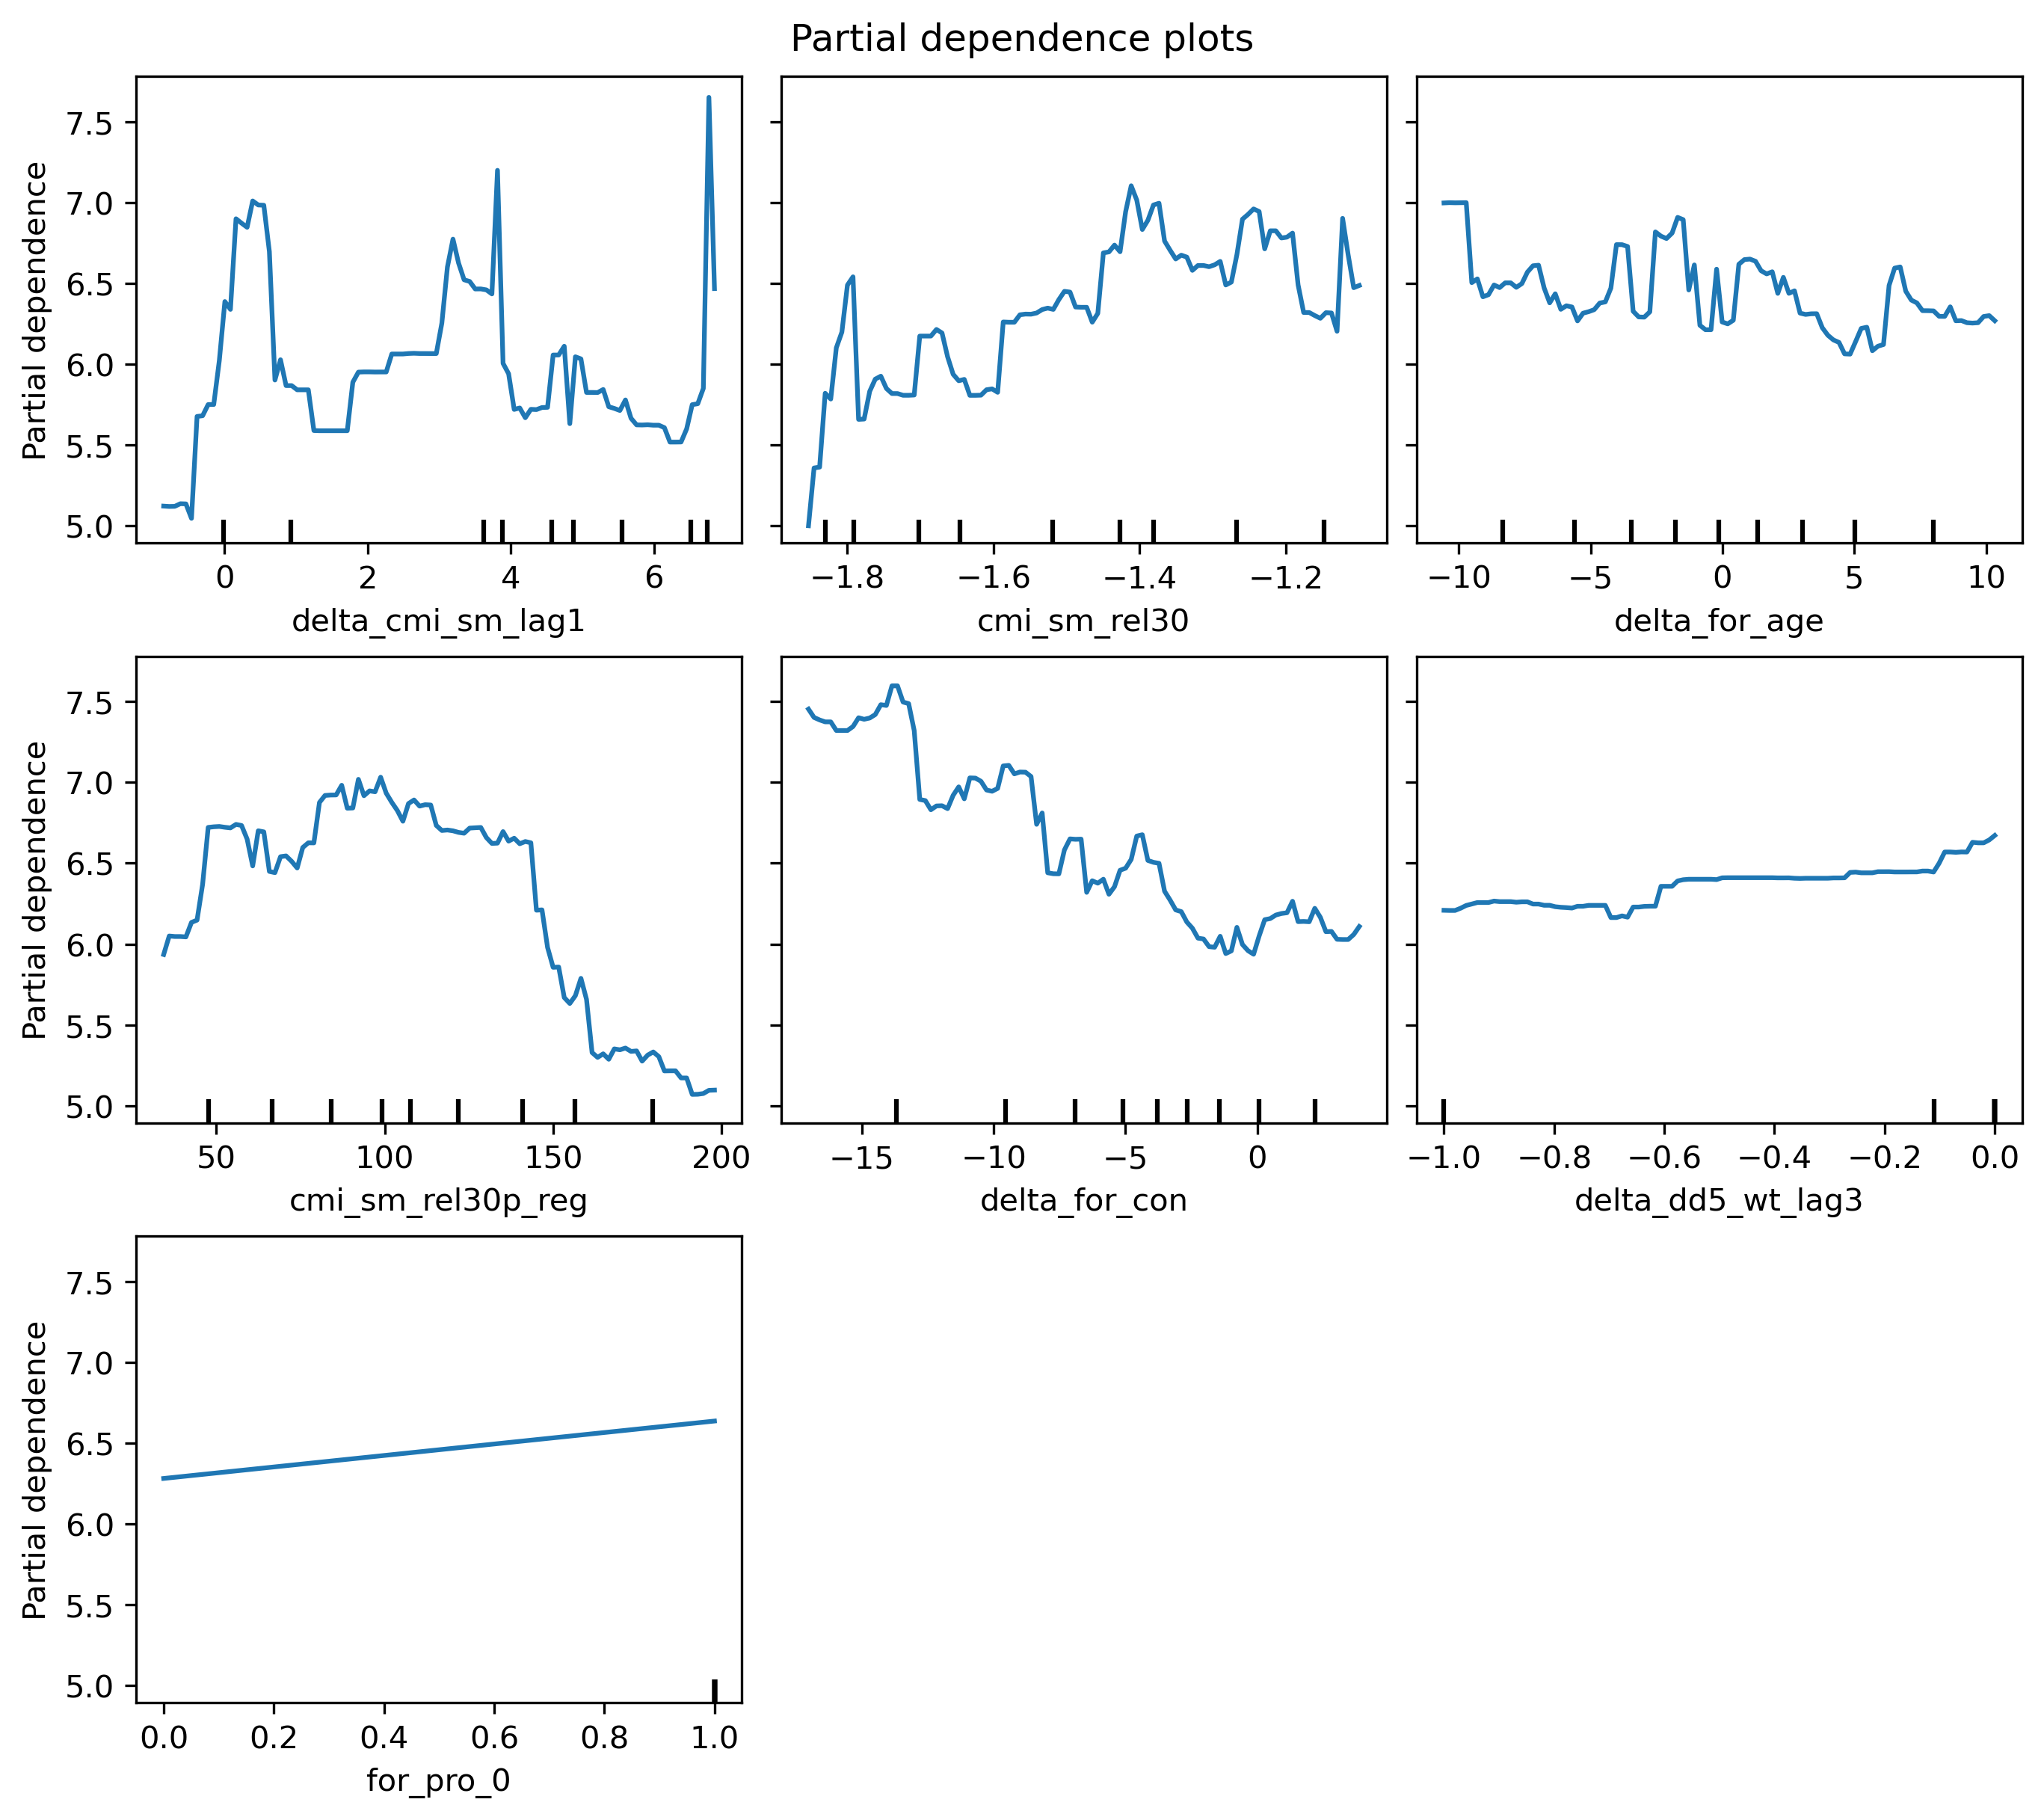 Partial dependence plots
Partial dependence
7.5
7.0
6.5
6.0
5.5
5.0
0 2 4 6
delta_cmi_sm_lag1
−1.8 −1.6 −1.4 −1.2
cmi_sm_rel30
−10 −5 0 5 10
delta_for_age
Partial dependence
7.5
7.0
6.5
6.0
5.5
5.0
50 100 150 200
cmi_sm_rel30p_reg
−15 −10 −5 0
delta_for_con
−1.0 −0.8 −0.6 −0.4 −0.2 0.0
delta_dd5_wt_lag3
Partial dependence
7.5
7.0
6.5
6.0
5.5
5.0
0.0 0.2 0.4 0.6 0.8 1.0
for_pro_0